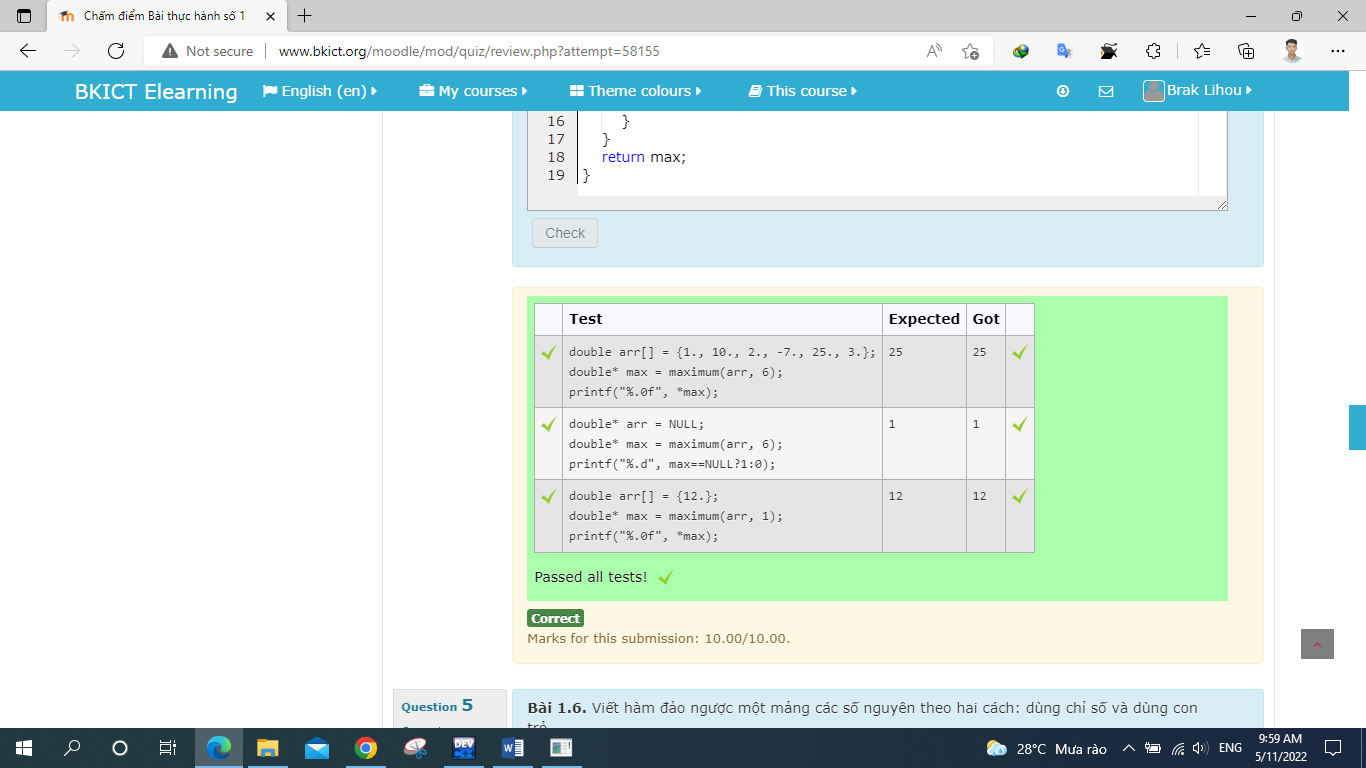 Chấm điểm Bài thực hành số 1
Not secure www.bkict.org/moodle/mod/quiz/review.php?attempt=58155
BKICT Elearning English (en) My courses Theme colours This course Brak Lihou
16 }
17 }
18 return max;
19 }
Check
Test Expected Got
double arr[] = {1., 10., 2., -7., 25., 3.}; 25 25
double* max = maximum(arr, 6);
printf("%.0f", *max);
double* arr = NULL; 1 1
double* max = maximum(arr, 6);
printf("%.d", max==NULL?1:0);
double arr[] = {12.}; 12 12
double* max = maximum(arr, 1);
printf("%.0f", *max);
Passed all tests!
Correct
Marks for this submission: 10.00/10.00.
Question 5 Bài 1.6. Viết hàm đảo ngược một mảng các số nguyên theo hai cách: dùng chỉ số và dùng con
trỏ
28°C Mưa rào ENG 9:59 AM
5/11/2022
DEV